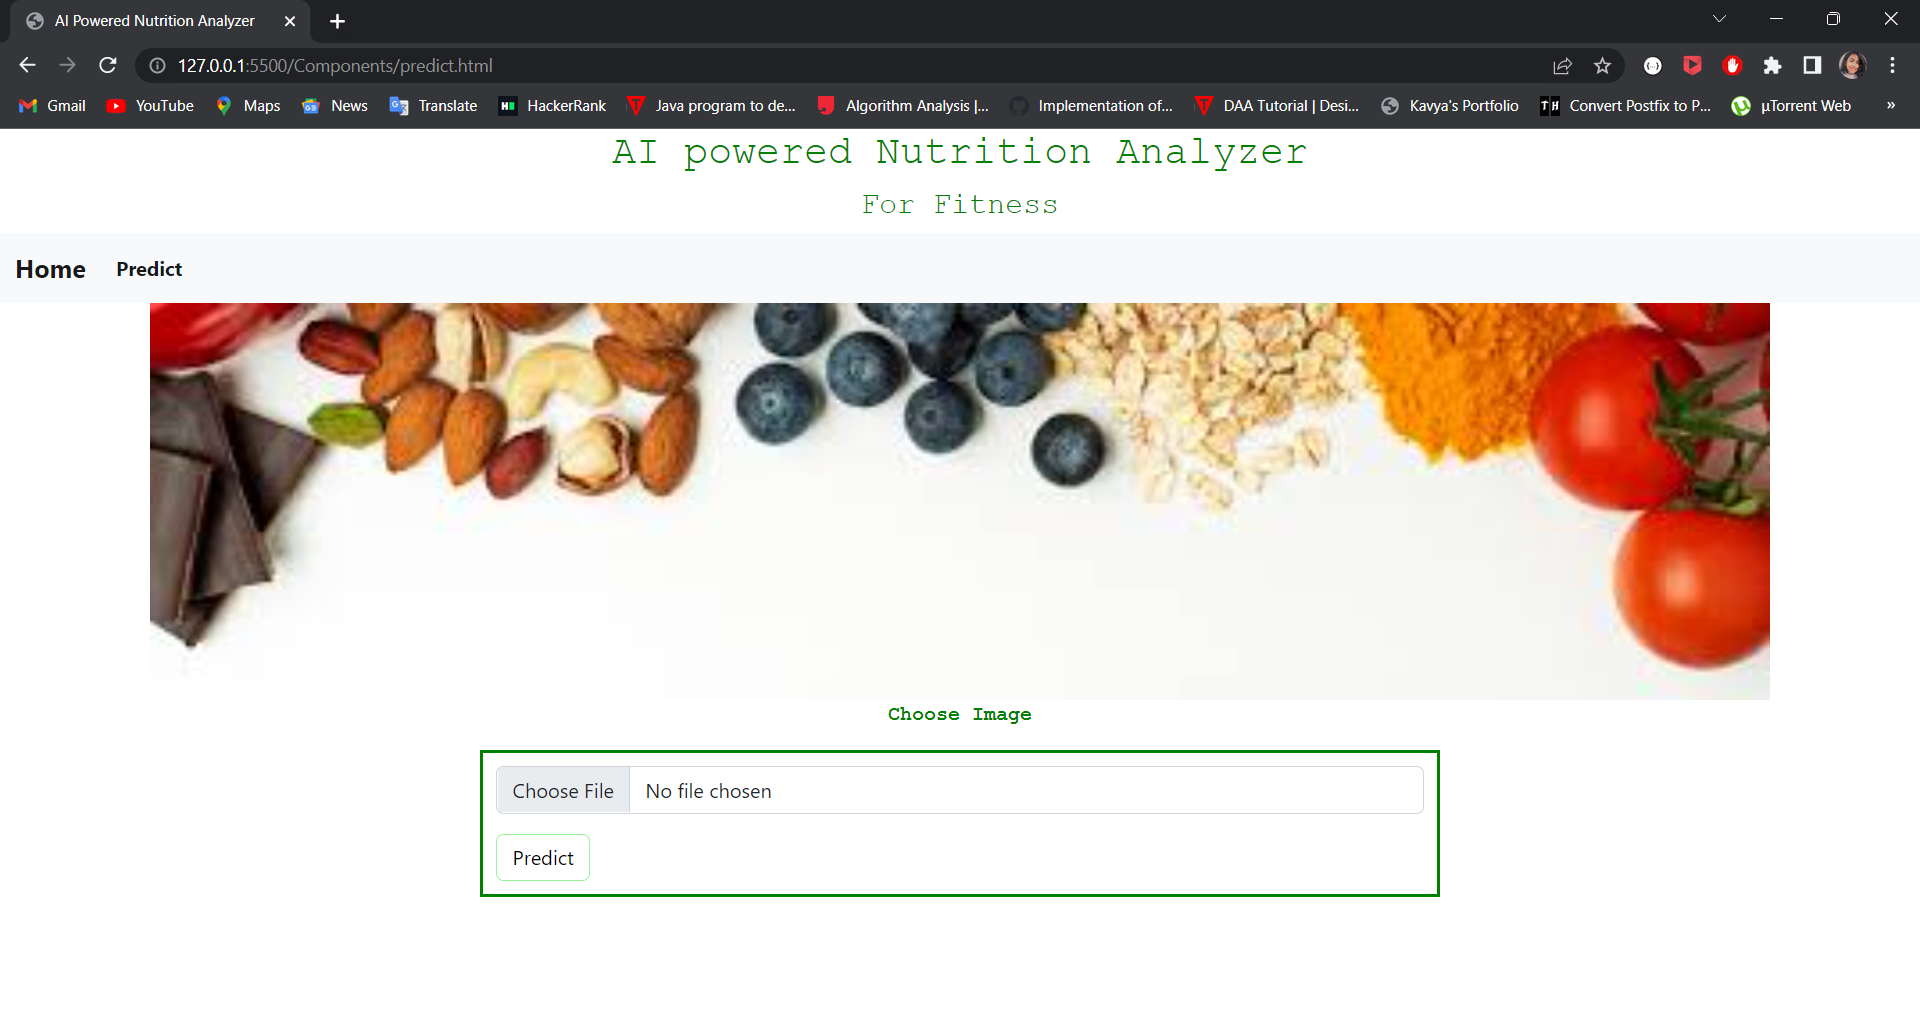 AI Powered Nutrition Analyzer
127.0.0.1:5500/Components/predict.html
Gmail YouTube Maps News Translate HackerRank Java program to de... Algorithm Analysis |... Implementation of... DAA Tutorial | Desi... Kavya's Portfolio Convert Postfix to P... µTorrent Web »
AI powered Nutrition Analyzer
For Fitness
Home Predict
Choose Image
Choose File No file chosen
Predict